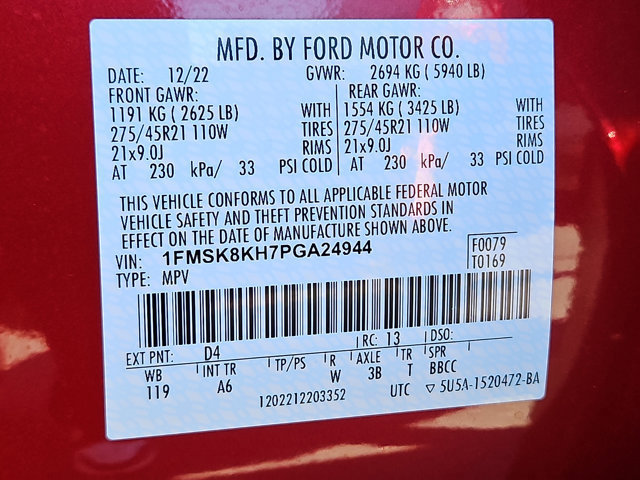 MFD. BY FORD MOTOR CO.
DATE: 12/22 GVWR: 2694 KG ( 5940 LB)
FRONT GAWR: REAR GAWR:
1191 KG ( 2625 LB) WITH 1554 KG ( 3425 LB) WITH
275/45R21 110W TIRES 275/45R21 110W TIRES
21x9.0J RIMS 21x9.0J RIMS
AT 230 kPa/ 33 PSI COLD AT 230 kPa/ 33 PSI COLD
THIS VEHICLE CONFORMS TO ALL APPLICABLE FEDERAL MOTOR
VEHICLE SAFETY AND THEFT PREVENTION STANDARDS IN
EFFECT ON THE DATE OF MANUFACTURE SHOWN ABOVE.
VIN: 1FMSK8KH7PGA24944 F0079
TYPE: MPV T0169
EXT PNT: D4 RC: 13 DSO:
WB INT TR TP/PS R AXLE TR SPR
119 A6 W 3B T BBCC
1202212203352 UTC ▽ 5U5A-1520472-BA